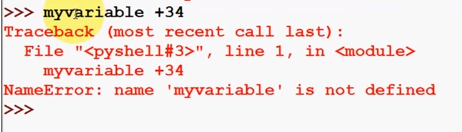 >>> myvariable +34
Traceback (most recent call last):
  File "<pyshell#3>", line 1, in <module>
    myvariable +34
NameError: name 'myvariable' is not defined
>>>